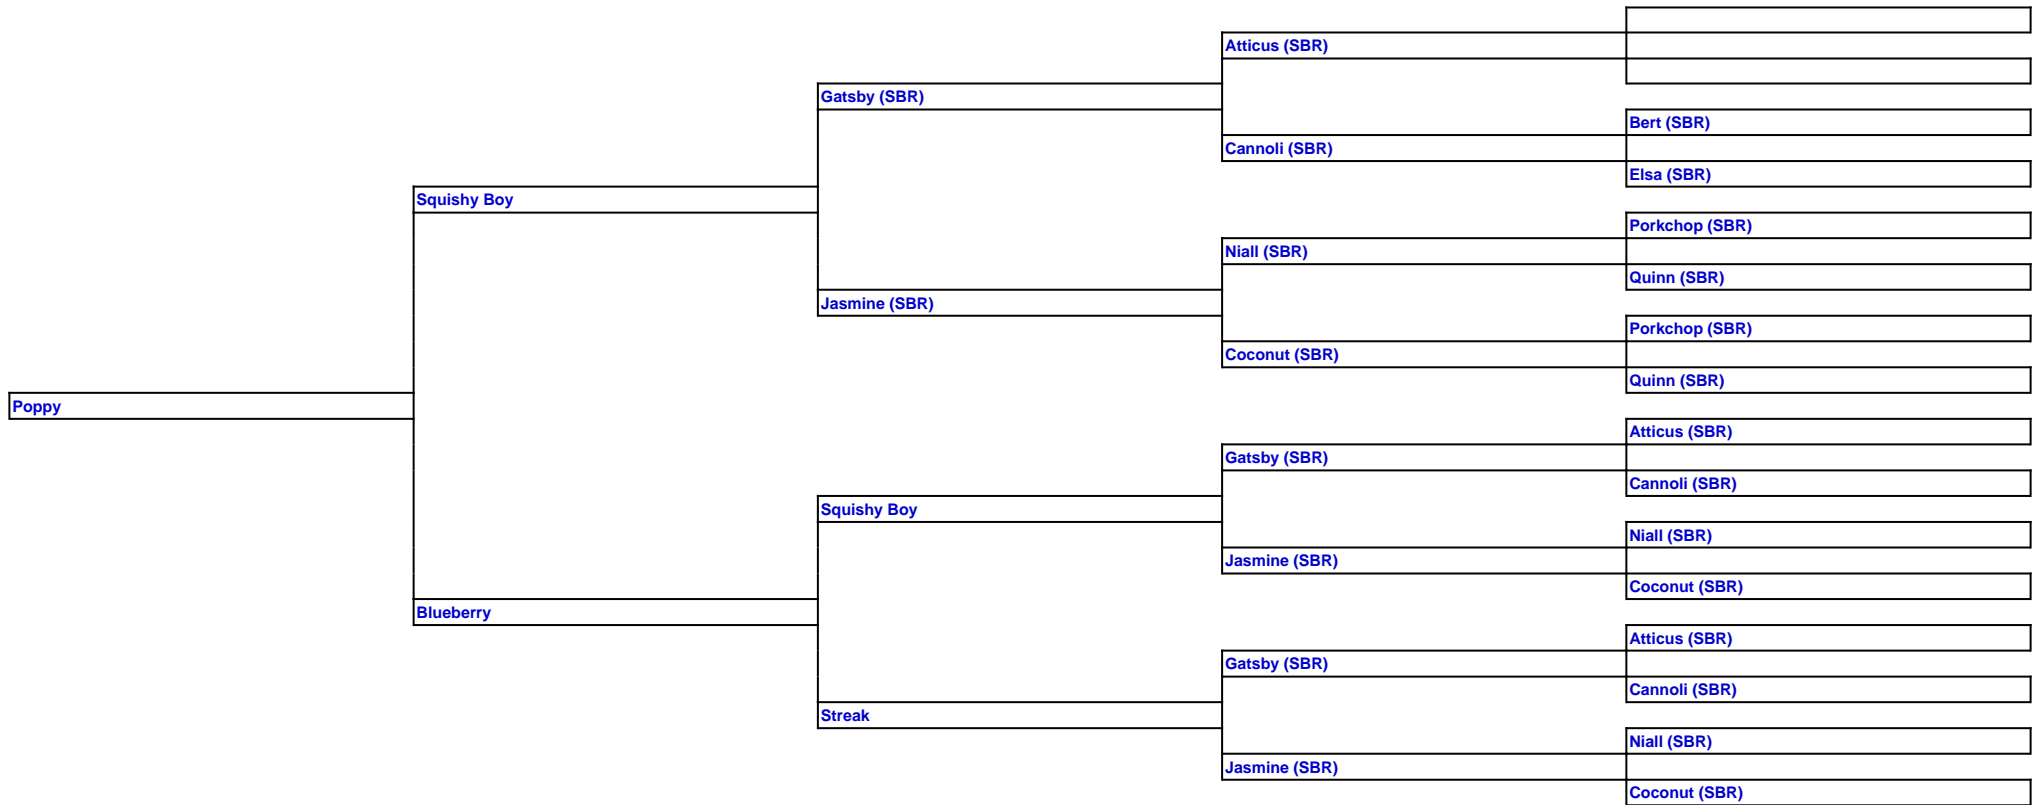 Atticus (SBR)
Gatsby (SBR)
Bert (SBR)
Cannoli (SBR)
Elsa (SBR)
Squishy Boy
Porkchop (SBR)
Niall (SBR)
Quinn (SBR)
Jasmine (SBR)
Porkchop (SBR)
Coconut (SBR)
Quinn (SBR)
Poppy
Atticus (SBR)
Gatsby (SBR)
Cannoli (SBR)
Squishy Boy
Niall (SBR)
Jasmine (SBR)
Coconut (SBR)
Blueberry
Atticus (SBR)
Gatsby (SBR)
Cannoli (SBR)
Streak
Niall (SBR)
Jasmine (SBR)
Coconut (SBR)